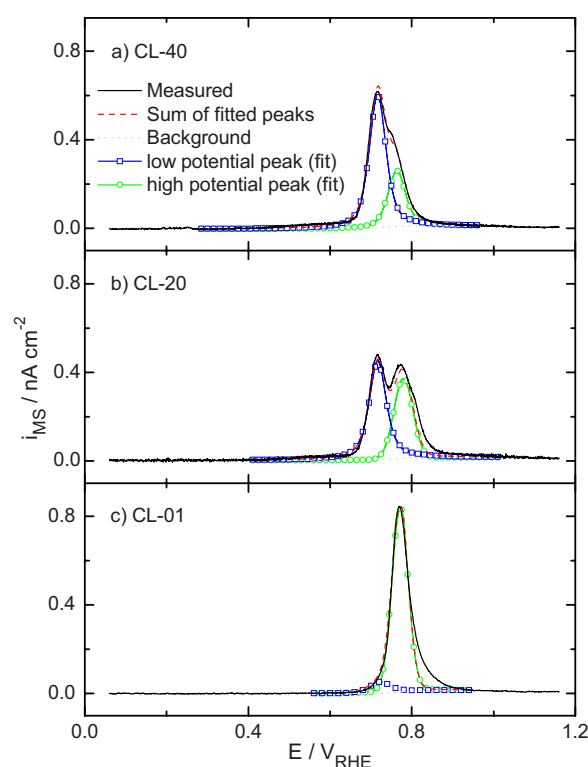 0.8
a) CL-40
Measured
Sum of fitted peaks
Background
low potential peak (fit)
high potential peak (fit)
0.4
0.0
0.8
b) CL-20
0.4
0.0
i_MS / nA cm⁻²
0.8
c) CL-01
0.4
0.0
0.0 0.4 0.8 1.2
E / V_RHE